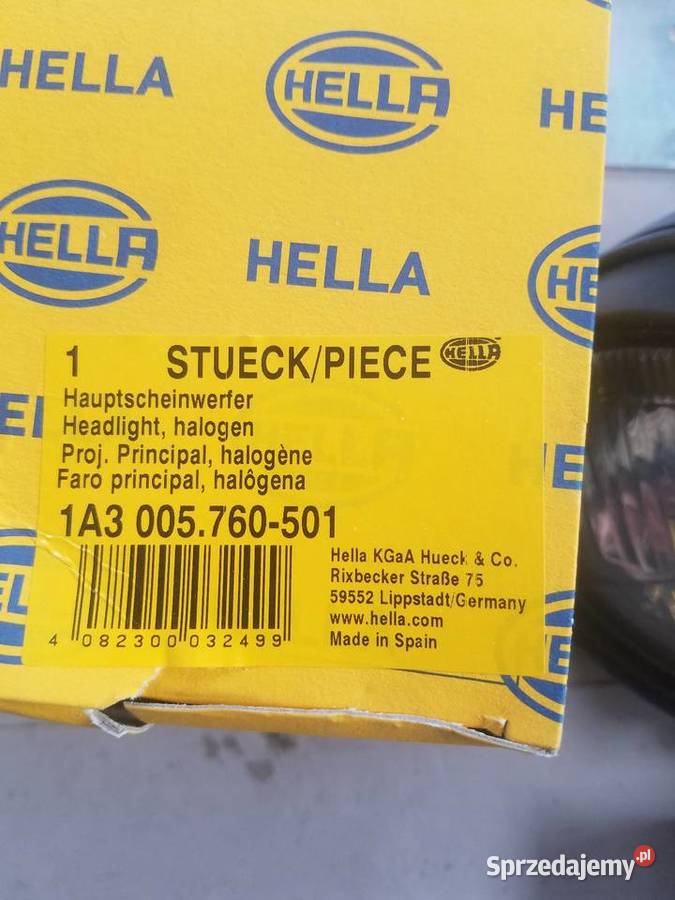 HELLA
HELLA
HE
HELLA
HELLA
HE
1 STUECK/PIECE HELLA
Hauptscheinwerfer
Headlight, halogen
Proj. Principal, halogène
Faro principal, halôgena
1A3 005.760-501
4 082300 032499
Hella KGaA Hueck & Co.
Rixbecker Straße 75
59552 Lippstadt/Germany
www.hella.com
Made in Spain
Sprzedajemy.pl